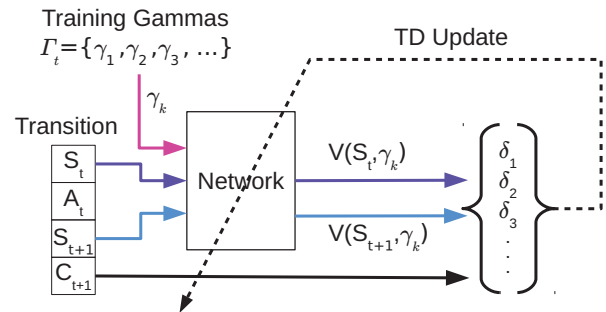 Training Gammas
Γt={γ1,γ2,γ3, ...}
TD Update
γk
Transition
St
At
St+1
Ct+1
Network
V(St,γk)
V(St+1,γk)
δ1
δ2
δ3
.
.
.